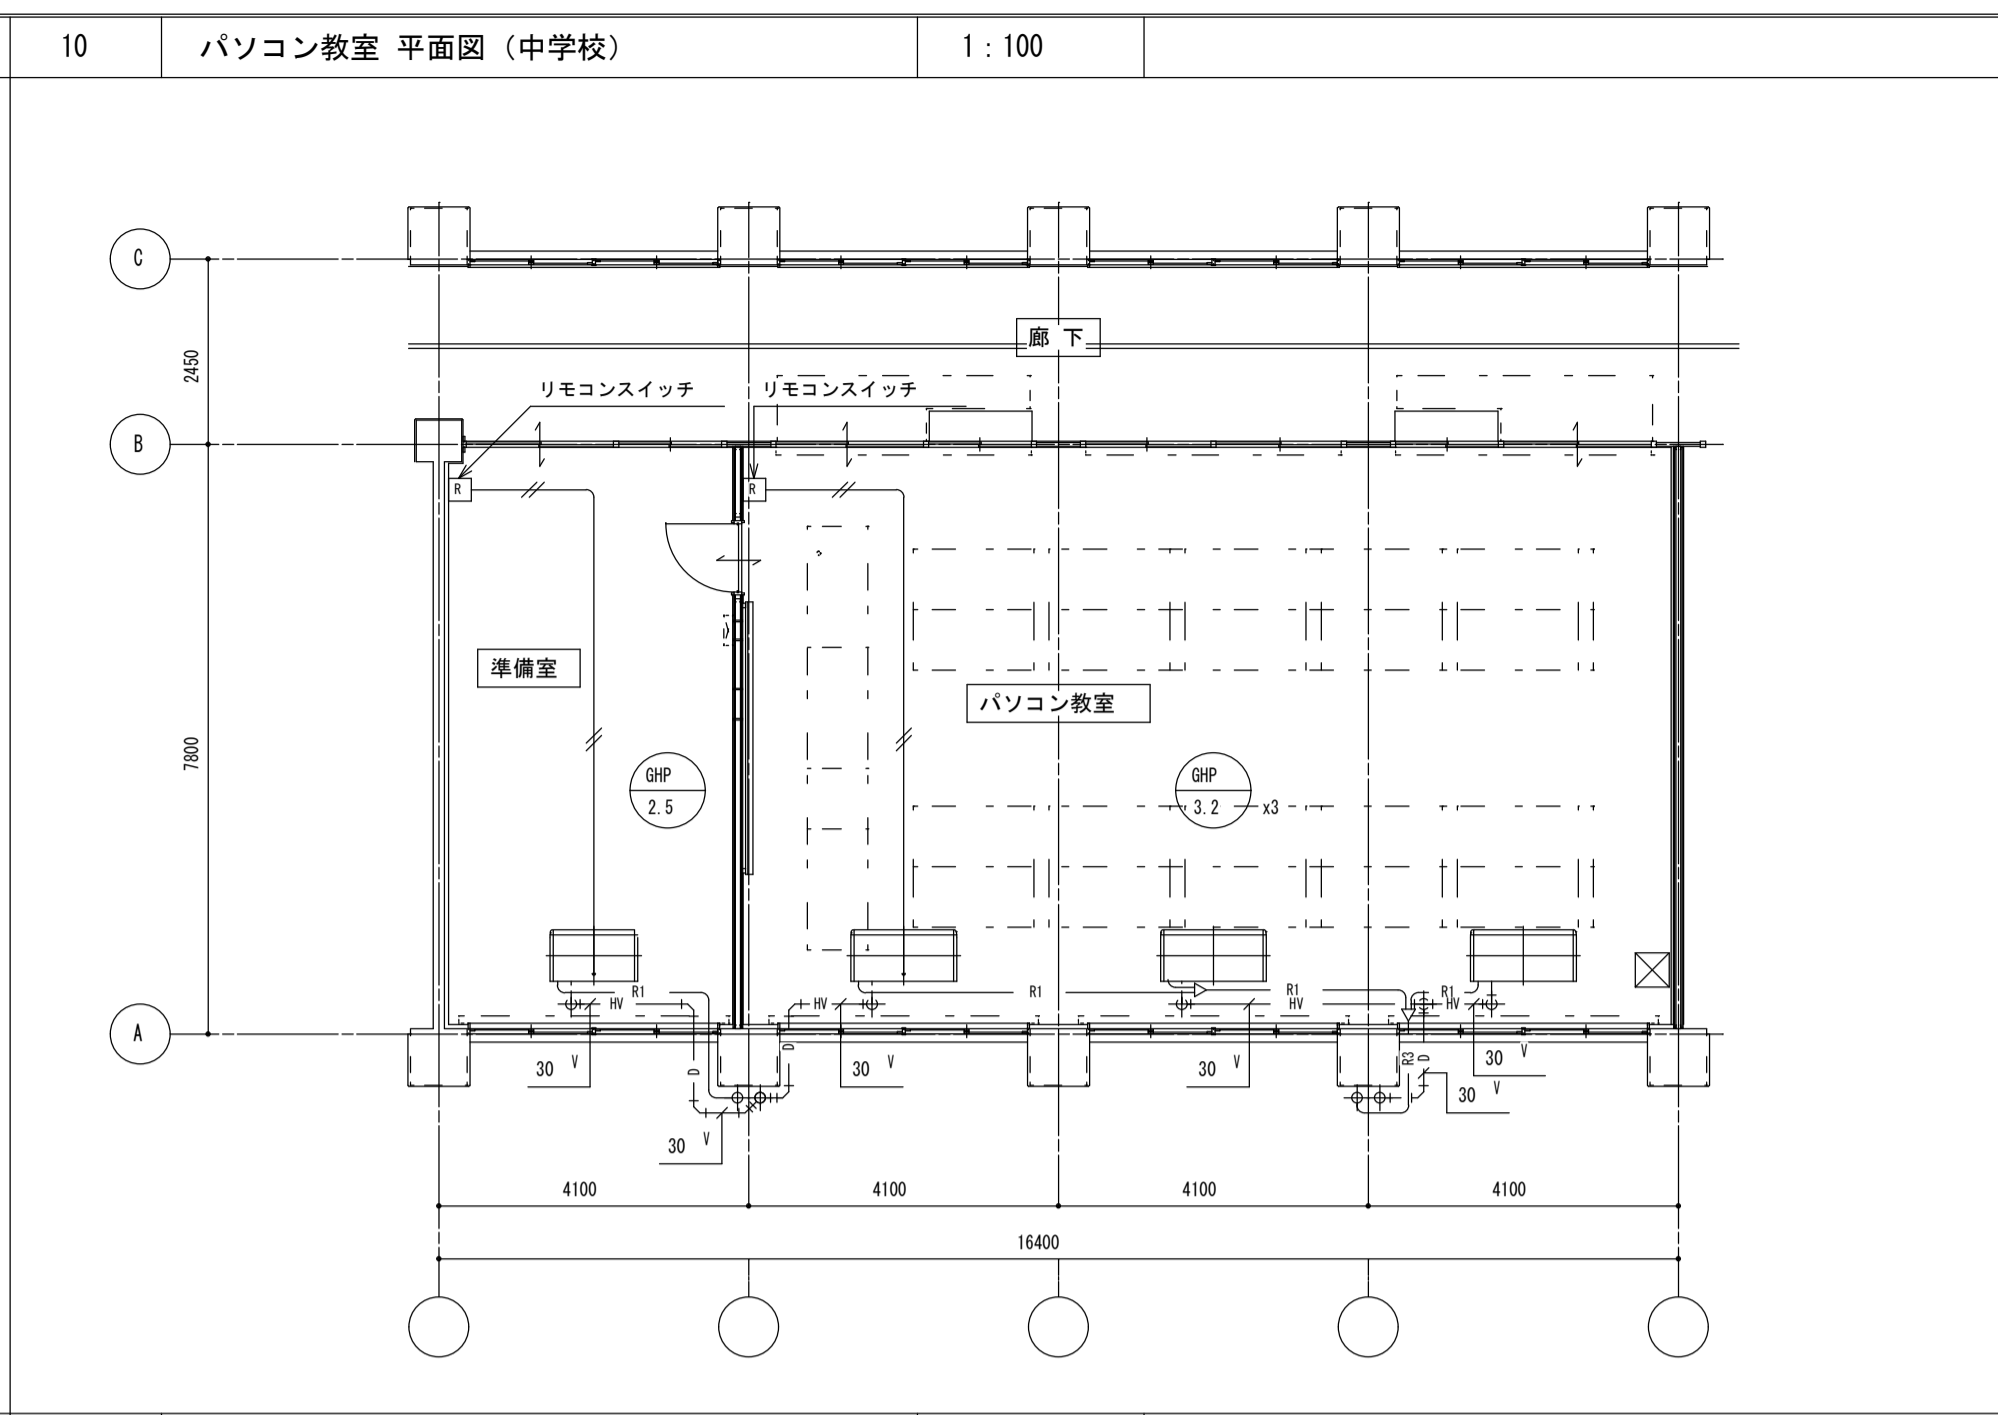 10
パソコン教室 平面図（中学校）
1：100
C
2450
廊 下
リモコンスイッチ
リモコンスイッチ
B
R
R
準備室
パソコン教室
7800
GHP
2.5
GHP
3.2
x3
R1
R1
R1
R1
HV
HV
HV
HV
A
30 V
30 V
30 V
30 V
D
D
R3
D
30 V
30 V
4100
4100
4100
4100
16400